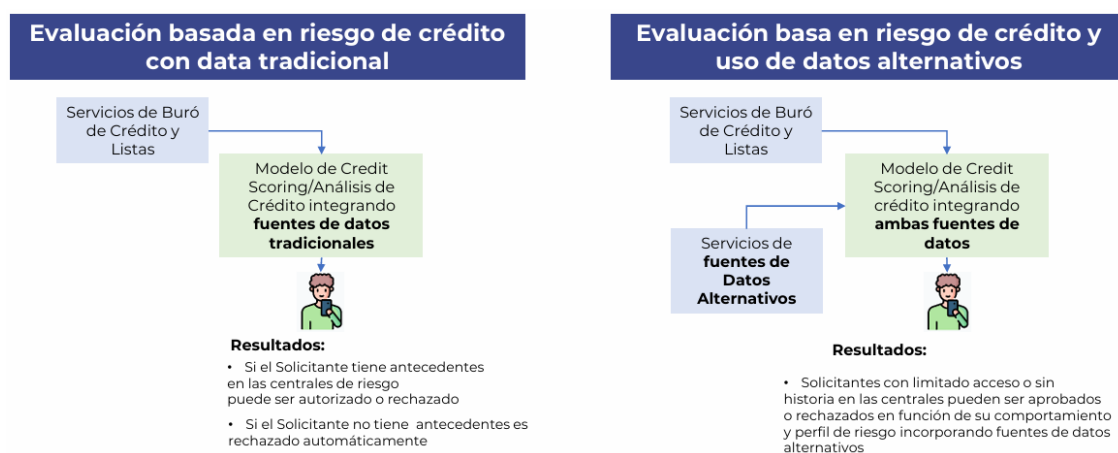 Evaluación basada en riesgo de crédito
con data tradicional
Servicios de Buró
de Crédito y
Listas
Modelo de Credit
Scoring/Análisis de
Crédito integrando
fuentes de datos
tradicionales
Resultados:
• Si el Solicitante tiene antecedentes
en las centrales de riesgo
puede ser autorizado o rechazado
• Si el Solicitante no tiene antecedentes es
rechazado automáticamente
Evaluación basa en riesgo de crédito y
uso de datos alternativos
Servicios de Buró
de Crédito y
Listas
Modelo de Credit
Scoring/Análisis de
crédito integrando
ambas fuentes de
datos
Servicios de
fuentes de
Datos
Alternativos
Resultados:
• Solicitantes con limitado acceso o sin
historia en las centrales pueden ser aprobados
o rechazados en función de su comportamiento
y perfil de riesgo incorporando fuentes de datos
alternativos